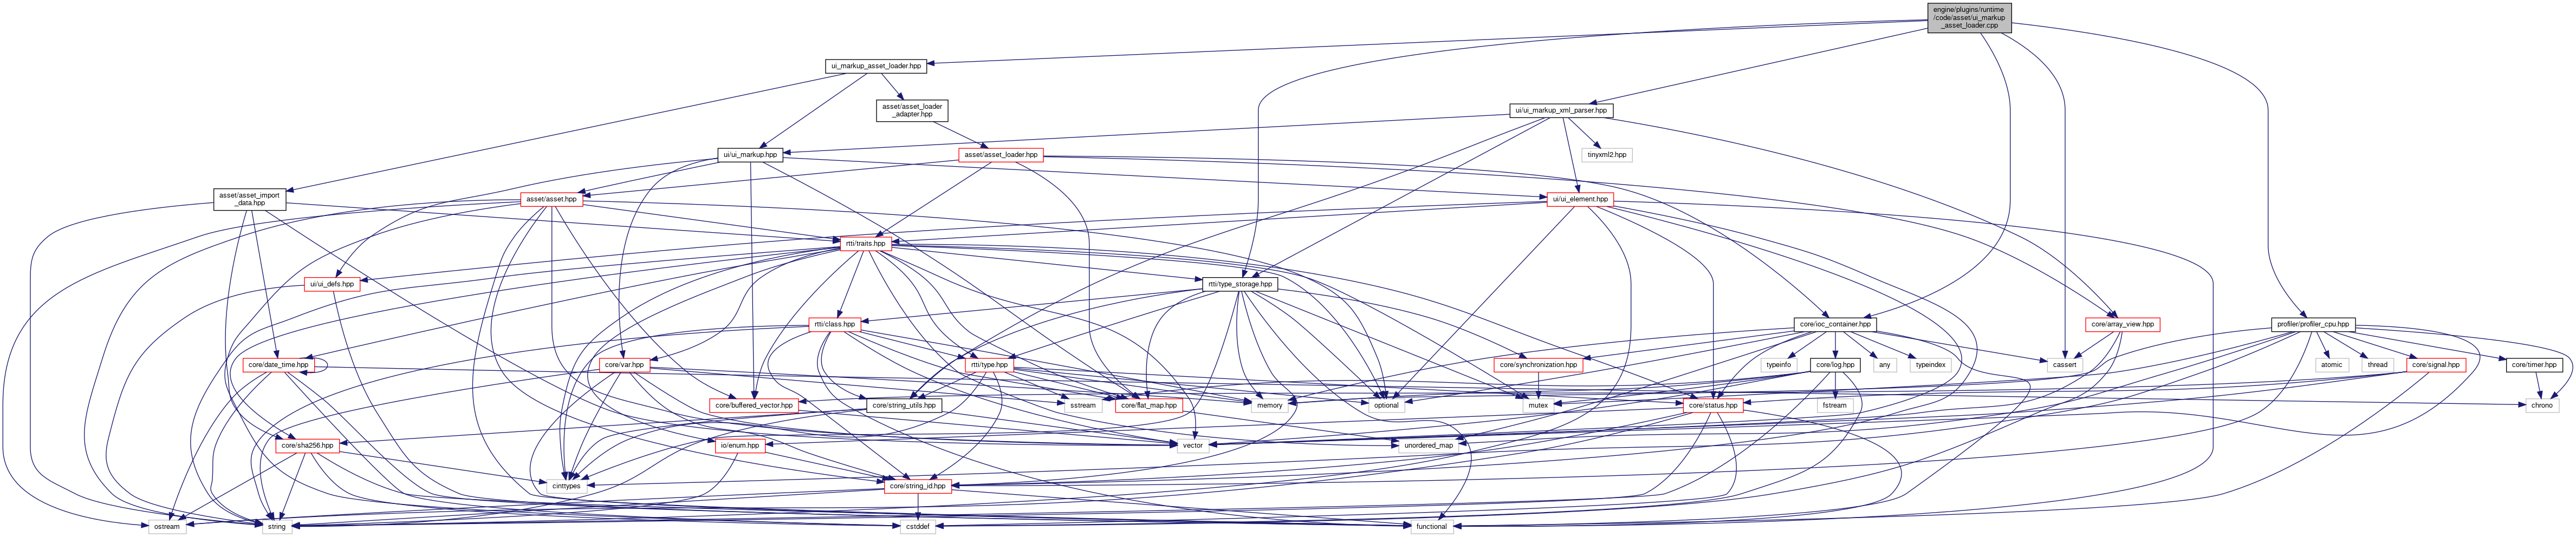 engine/plugins/runtime
/code/asset/ui_markup
_asset_loader.cpp
ui_markup_asset_loader.hpp
asset/asset_loader
_adapter.hpp
ui/ui_markup_xml_parser.hpp
ui/ui_markup.hpp
asset/asset_loader.hpp
tinyxml2.hpp
asset/asset_import
_data.hpp
asset/asset.hpp
ui/ui_element.hpp
rtti/traits.hpp
ui/ui_defs.hpp
rtti/type_storage.hpp
rtti/class.hpp
core/ioc_container.hpp
core/array_view.hpp
profiler/profiler_cpu.hpp
core/date_time.hpp
core/var.hpp
rtti/type.hpp
core/synchronization.hpp
typeinfo
core/log.hpp
any
typeindex
cassert
atomic
thread
core/signal.hpp
core/timer.hpp
core/buffered_vector.hpp
core/string_utils.hpp
sstream
core/flat_map.hpp
memory
optional
mutex
core/status.hpp
fstream
chrono
core/sha256.hpp
io/enum.hpp
vector
unordered_map
cinttypes
core/string_id.hpp
ostream
string
cstddef
functional